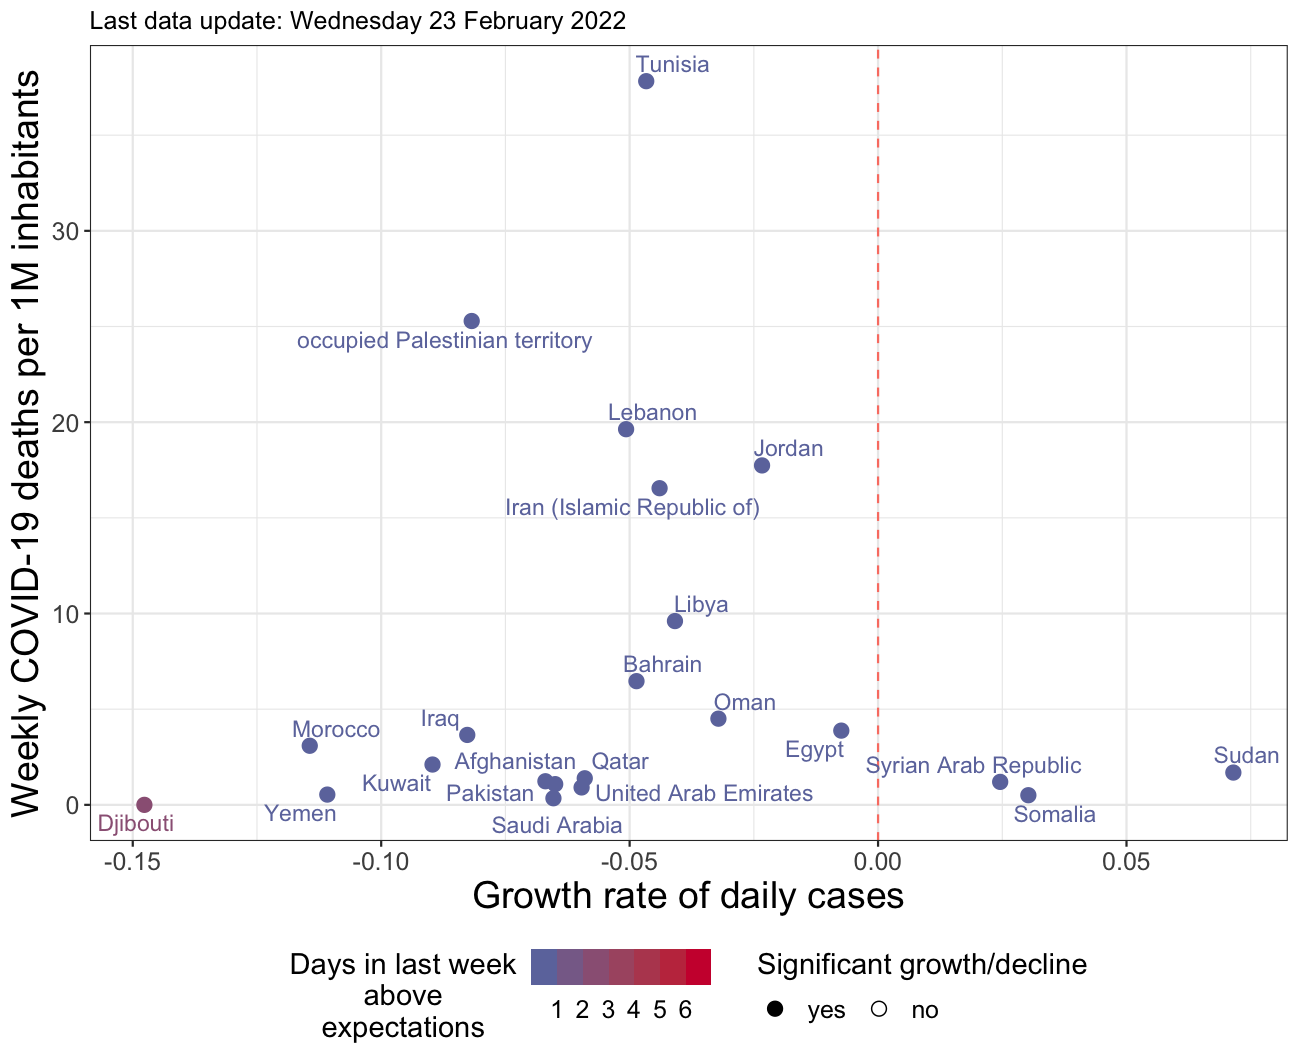 Last data update: Wednesday 23 February 2022
Weekly COVID-19 deaths per 1M inhabitants
30
20
10
0
Tunisia
occupied Palestinian territory
Lebanon
Jordan
Iran (Islamic Republic of)
Libya
Bahrain
Oman
Morocco
Iraq
Egypt
Afghanistan
Qatar
Syrian Arab Republic
Sudan
Kuwait
Pakistan
United Arab Emirates
Yemen
Somalia
Djibouti
Saudi Arabia
-0.15 -0.10 -0.05 0.00 0.05
Growth rate of daily cases
Days in last week
above
expectations
1 2 3 4 5 6
Significant growth/decline
yes no